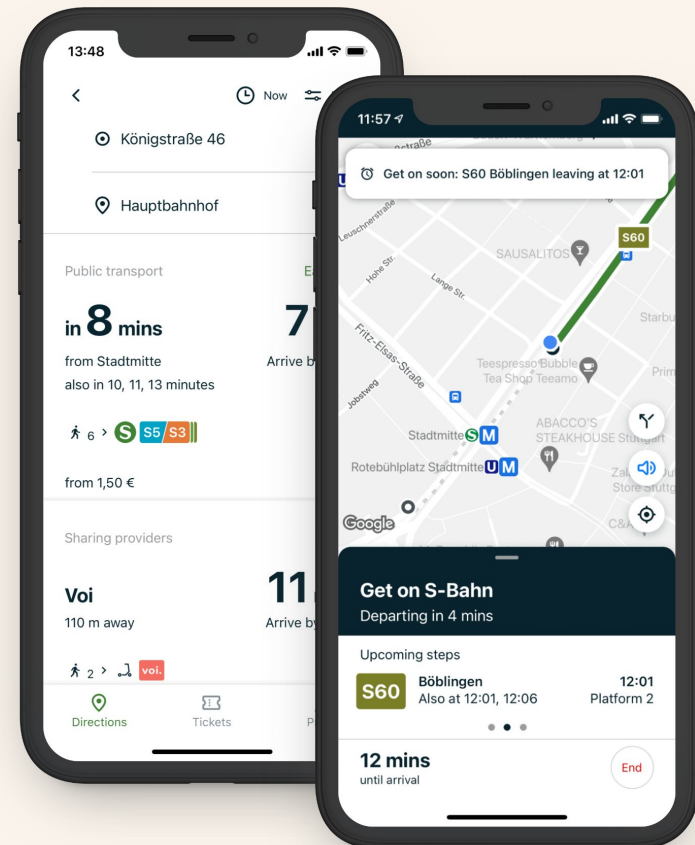 13:48
Now
Königstraße 46
Hauptbahnhof
Public transport
in 8 mins
7
from Stadtmitte
Arrive b
also in 10, 11, 13 minutes
6 > S S5 S3
from 1,50 €
Sharing providers
Voi
11
110 m away
Arrive by
2 > voi.
Directions
Tickets
P
11:57
Get on soon: S60 Böblingen leaving at 12:01
Leuschnerstraße
S60
SAUSALITOS
Hohe Str.
Lange Str.
Starbu
Fritz-Elsas-Straße
Teespresso Bubble
Tea Shop Teeamo
Prim
Jobstweg
ABACCO'S
STEAKHOUSE Stuttgart
Stadtmitte S M
Rotebühlplatz Stadtmitte U M
Store Stuttg
Google
C&A
Get on S-Bahn
Departing in 4 mins
Upcoming steps
S60
Böblingen
12:01
Also at 12:01, 12:06
Platform 2
12 mins
until arrival
End